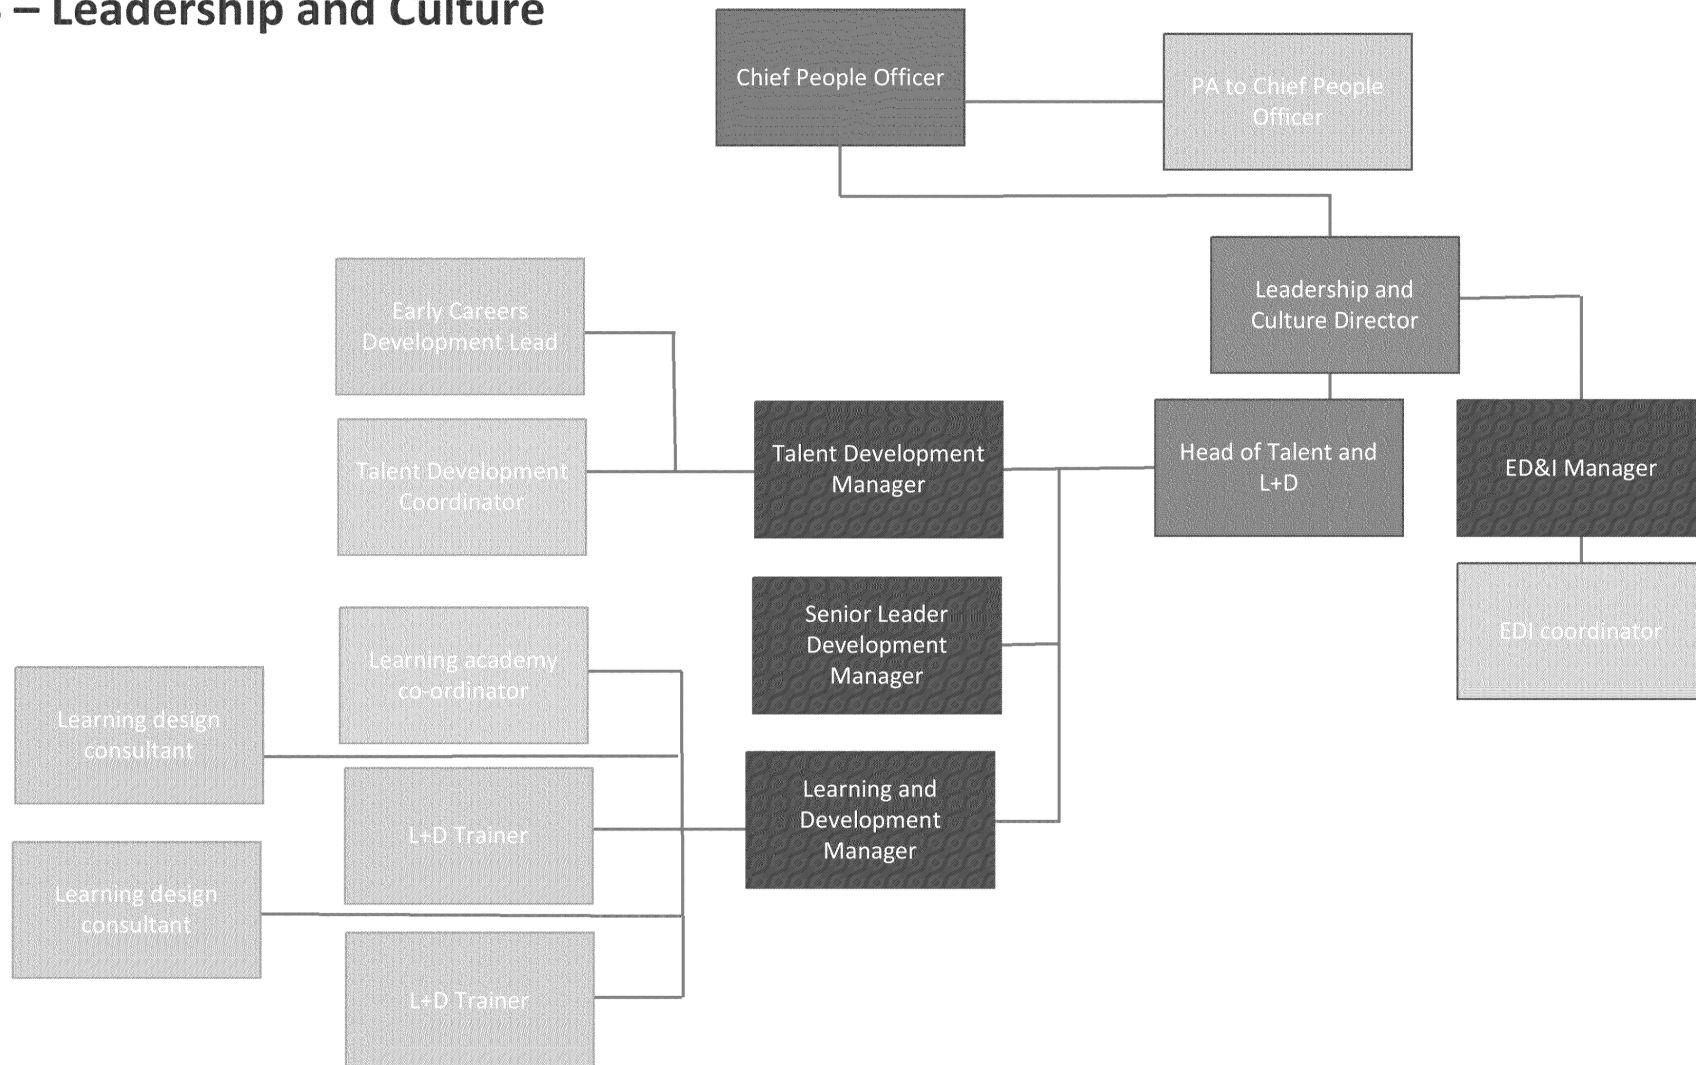 – Leadership and Culture
Chief People Officer
PA to Chief People
Officer
Leadership and
Culture Director
Early Careers
Development Lead
Talent Development
Coordinator
Talent Development
Manager
Head of Talent and
L+D
ED&I Manager
Senior Leader
Development
Manager
EDI coordinator
Learning academy
co-ordinator
Learning design
consultant
L+D Trainer
Learning and
Development
Manager
Learning design
consultant
L+D Trainer